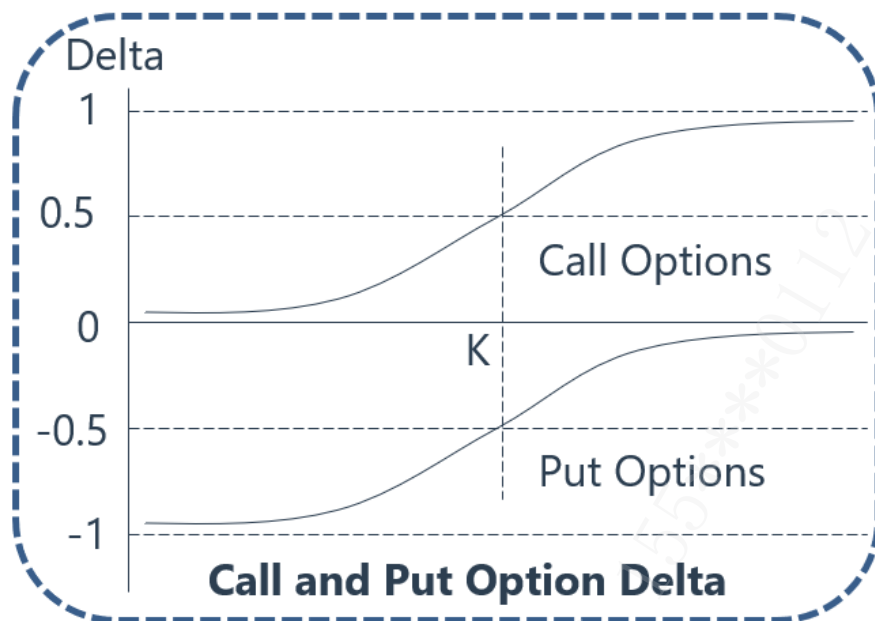 Delta
1
0.5
Call Options
0
K
-0.5
Put Options
-1
Call and Put Option Delta